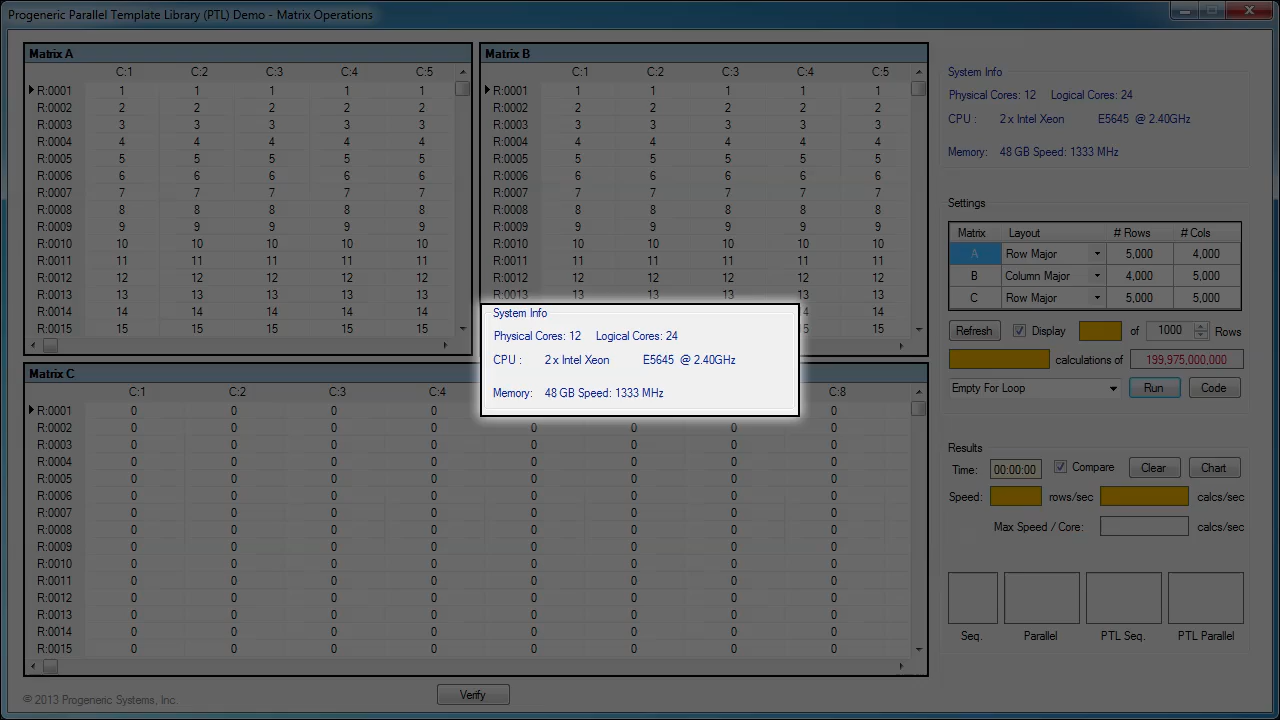 Progeneric Parallel Template Library (PTL) Demo - Matrix Operations
Matrix A
C:1 C:2 C:3 C:4 C:5
R:0001 1 1 1 1 1
R:0002 2 2 2 2 2
R:0003 3 3 3 3 3
R:0004 4 4 4 4 4
R:0005 5 5 5 5 5
R:0006 6 6 6 6 6
R:0007 7 7 7 7 7
R:0008 8 8 8 8 8
R:0009 9 9 9 9 9
R:0010 10 10 10 10 10
R:0011 11 11 11 11 11
R:0012 12 12 12 12 12
R:0013 13 13 13 13 13
R:0014 14 14 14 14 14
R:0015 15 15 15 15 15
Matrix B
C:1 C:2 C:3 C:4 C:5
R:0001 1 1 1 1 1
R:0002 2 2 2 2 2
R:0003 3 3 3 3 3
R:0004 4 4 4 4 4
R:0005 5 5 5 5 5
R:0006 6 6 6 6 6
R:0007 7 7 7 7 7
R:0008 8 8 8 8 8
R:0009 9 9 9 9 9
R:0010 10 10 10 10 10
R:0011 11 11 11 11 11
R:0012 12 12 12 12 12
R:0013 13 13 13 13 13
14 14
15 15
System Info
Physical Cores: 12 Logical Cores: 24
CPU : 2 x Intel Xeon E5645 @ 2.40GHz
Memory: 48 GB Speed: 1333 MHz
Matrix C
C:1 C:2 C:3 C:4 C:8
R:0001 0 0 0 0 0
R:0002 0 0 0 0 0 0 0 0
R:0003 0 0 0 0 0 0 0 0
R:0004 0 0 0 0 0 0 0 0
R:0005 0 0 0 0 0 0 0 0
R:0006 0 0 0 0 0 0 0 0
R:0007 0 0 0 0 0 0 0 0
R:0008 0 0 0 0 0 0 0 0
R:0009 0 0 0 0 0 0 0 0
R:0010 0 0 0 0 0 0 0 0
R:0011 0 0 0 0 0 0 0 0
R:0012 0 0 0 0 0 0 0 0
R:0013 0 0 0 0 0 0 0 0
R:0014 0 0 0 0 0 0 0 0
R:0015 0 0 0 0 0 0 0 0
© 2013 Progeneric Systems, Inc.
Verify
System Info
Physical Cores: 12 Logical Cores: 24
CPU : 2 x Intel Xeon E5645 @ 2.40GHz
Memory: 48 GB Speed: 1333 MHz
Settings
Matrix Layout # Rows # Cols
A Row Major 5,000 4,000
B Column Major 4,000 5,000
C Row Major 5,000 5,000
Refresh Display of 1000 Rows
calculations of 199,975,000,000
Empty For Loop Run Code
Results
Time: 00:00:00 Compare Clear Chart
Speed: rows/sec calcs/sec
Max Speed / Core: calcs/sec
Seq. Parallel PTL Seq. PTL Parallel